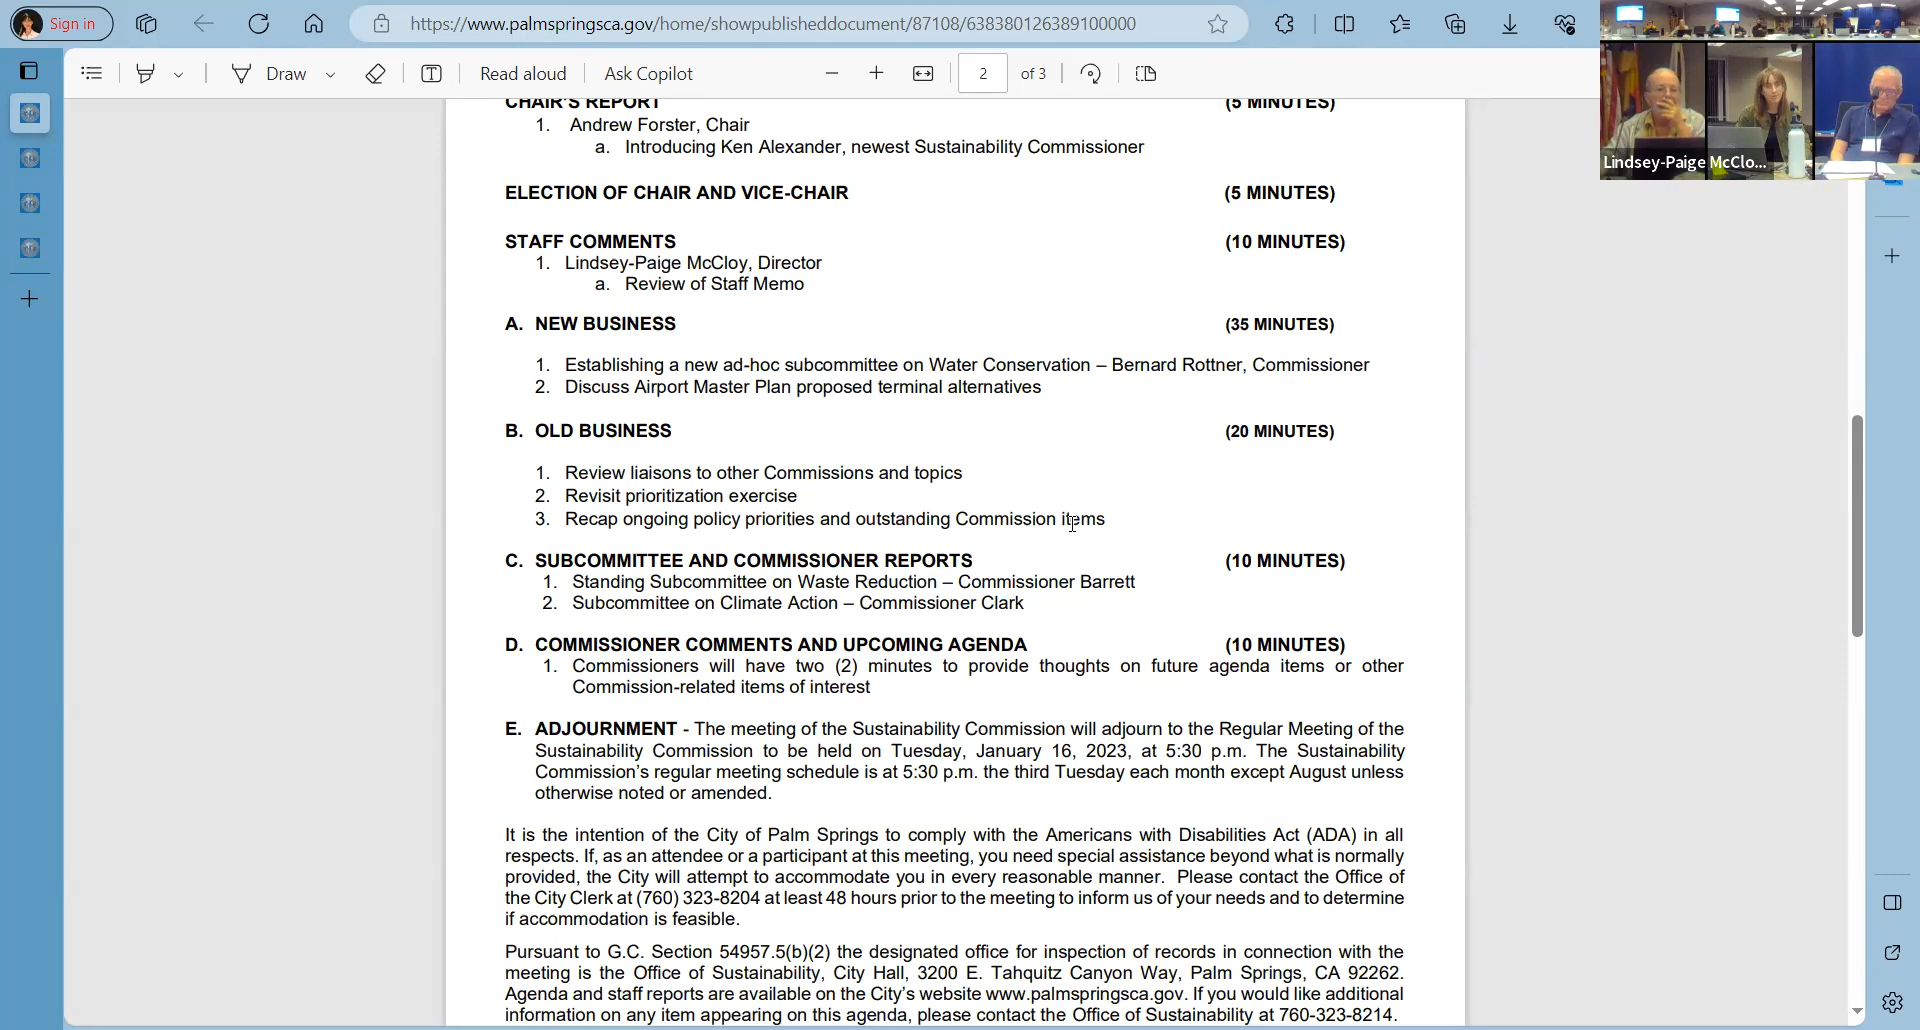 Sign in
https://www.palmspringsca.gov/home/showpublisheddocument/87108/638380126389100000
Draw
Read aloud
Ask Copilot
2 of 3
Lindsey-Paige McClo...
CHAIR'S REPORT (5 MINUTES)
1. Andrew Forster, Chair
a. Introducing Ken Alexander, newest Sustainability Commissioner
ELECTION OF CHAIR AND VICE-CHAIR (5 MINUTES)
STAFF COMMENTS (10 MINUTES)
1. Lindsey-Paige McCloy, Director
a. Review of Staff Memo
A. NEW BUSINESS (35 MINUTES)
1. Establishing a new ad-hoc subcommittee on Water Conservation – Bernard Rottner, Commissioner
2. Discuss Airport Master Plan proposed terminal alternatives
B. OLD BUSINESS (20 MINUTES)
1. Review liaisons to other Commissions and topics
2. Revisit prioritization exercise
3. Recap ongoing policy priorities and outstanding Commission items
C. SUBCOMMITTEE AND COMMISSIONER REPORTS (10 MINUTES)
1. Standing Subcommittee on Waste Reduction – Commissioner Barrett
2. Subcommittee on Climate Action – Commissioner Clark
D. COMMISSIONER COMMENTS AND UPCOMING AGENDA (10 MINUTES)
1. Commissioners will have two (2) minutes to provide thoughts on future agenda items or other
Commission-related items of interest
E. ADJOURNMENT - The meeting of the Sustainability Commission will adjourn to the Regular Meeting of the
Sustainability Commission to be held on Tuesday, January 16, 2023, at 5:30 p.m. The Sustainability
Commission's regular meeting schedule is at 5:30 p.m. the third Tuesday each month except August unless
otherwise noted or amended.
It is the intention of the City of Palm Springs to comply with the Americans with Disabilities Act (ADA) in all
respects. If, as an attendee or a participant at this meeting, you need special assistance beyond what is normally
provided, the City will attempt to accommodate you in every reasonable manner. Please contact the Office of
the City Clerk at (760) 323-8204 at least 48 hours prior to the meeting to inform us of your needs and to determine
if accommodation is feasible.
Pursuant to G.C. Section 54957.5(b)(2) the designated office for inspection of records in connection with the
meeting is the Office of Sustainability, City Hall, 3200 E. Tahquitz Canyon Way, Palm Springs, CA 92262.
Agenda and staff reports are available on the City's website www.palmspringsca.gov. If you would like additional
information on any item appearing on this agenda, please contact the Office of Sustainability at 760-323-8214.